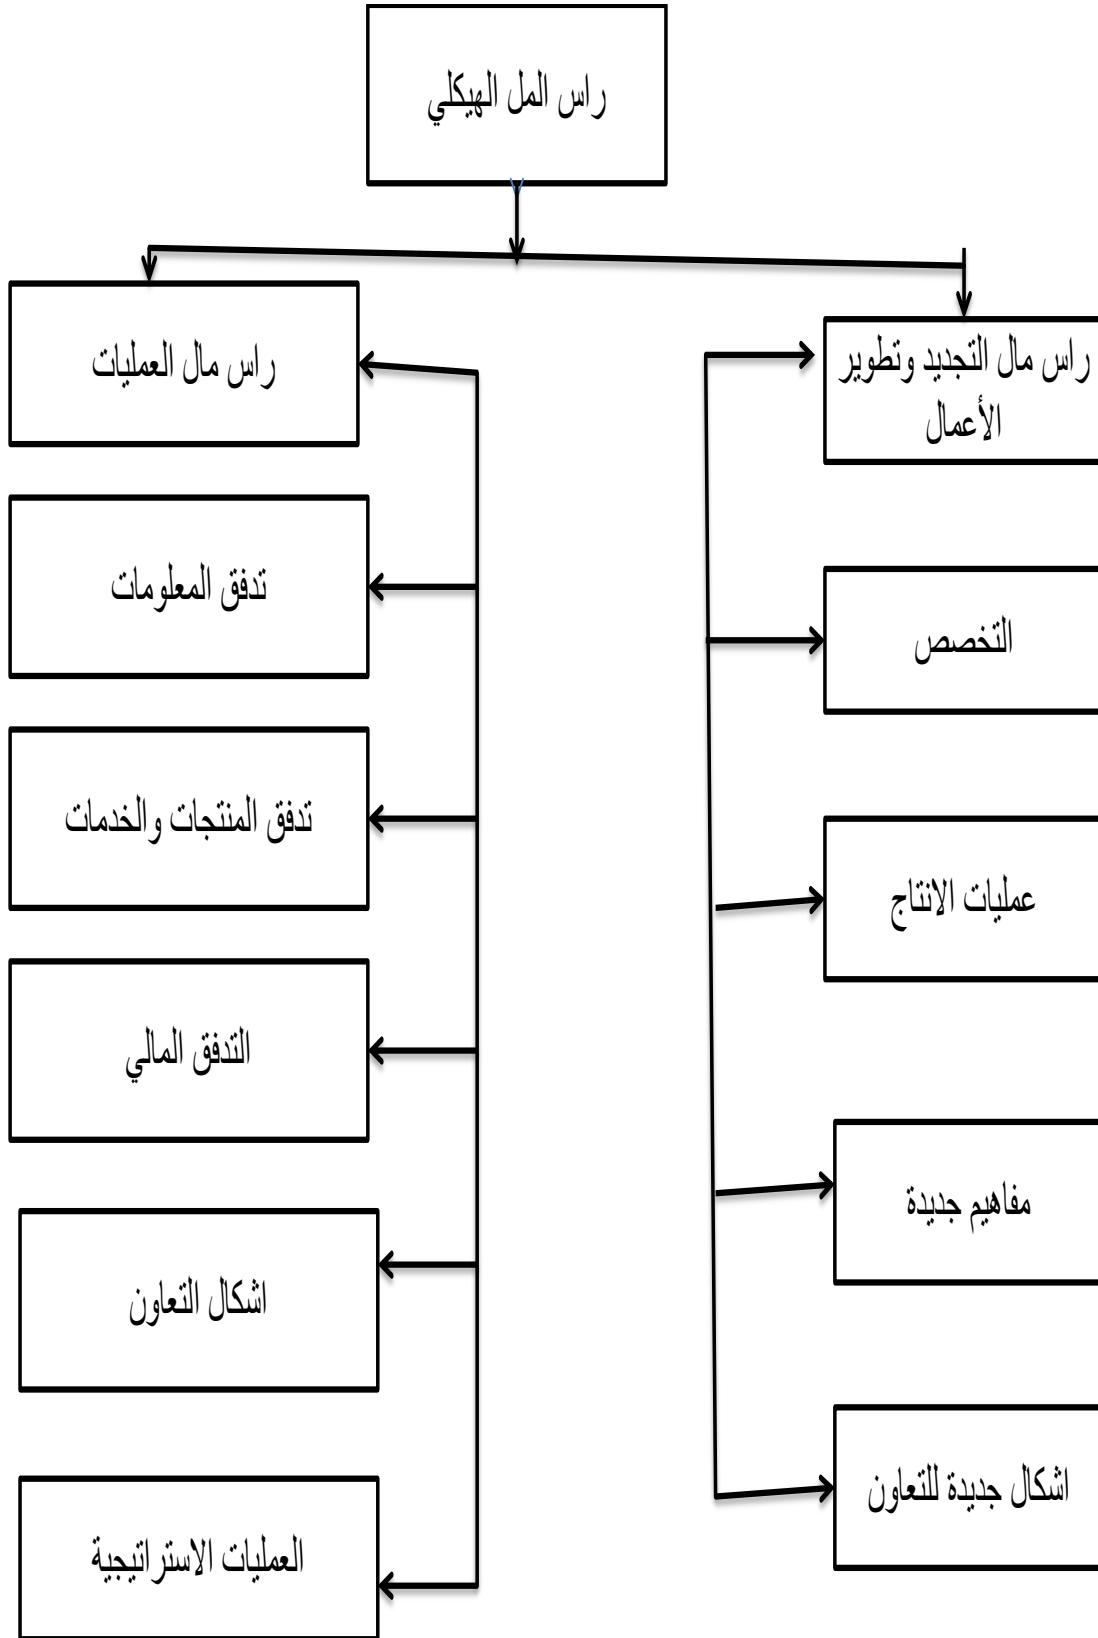 راس المل الهيكلي
راس مال التجديد وتطوير
الأعمال
التخصص
عمليات الانتاج
مفاهيم جديدة
اشكال جديدة للتعاون
راس مال العمليات
تدفق المعلومات
تدفق المنتجات والخدمات
التدفق المالي
اشكال التعاون
العمليات الاستراتيجية